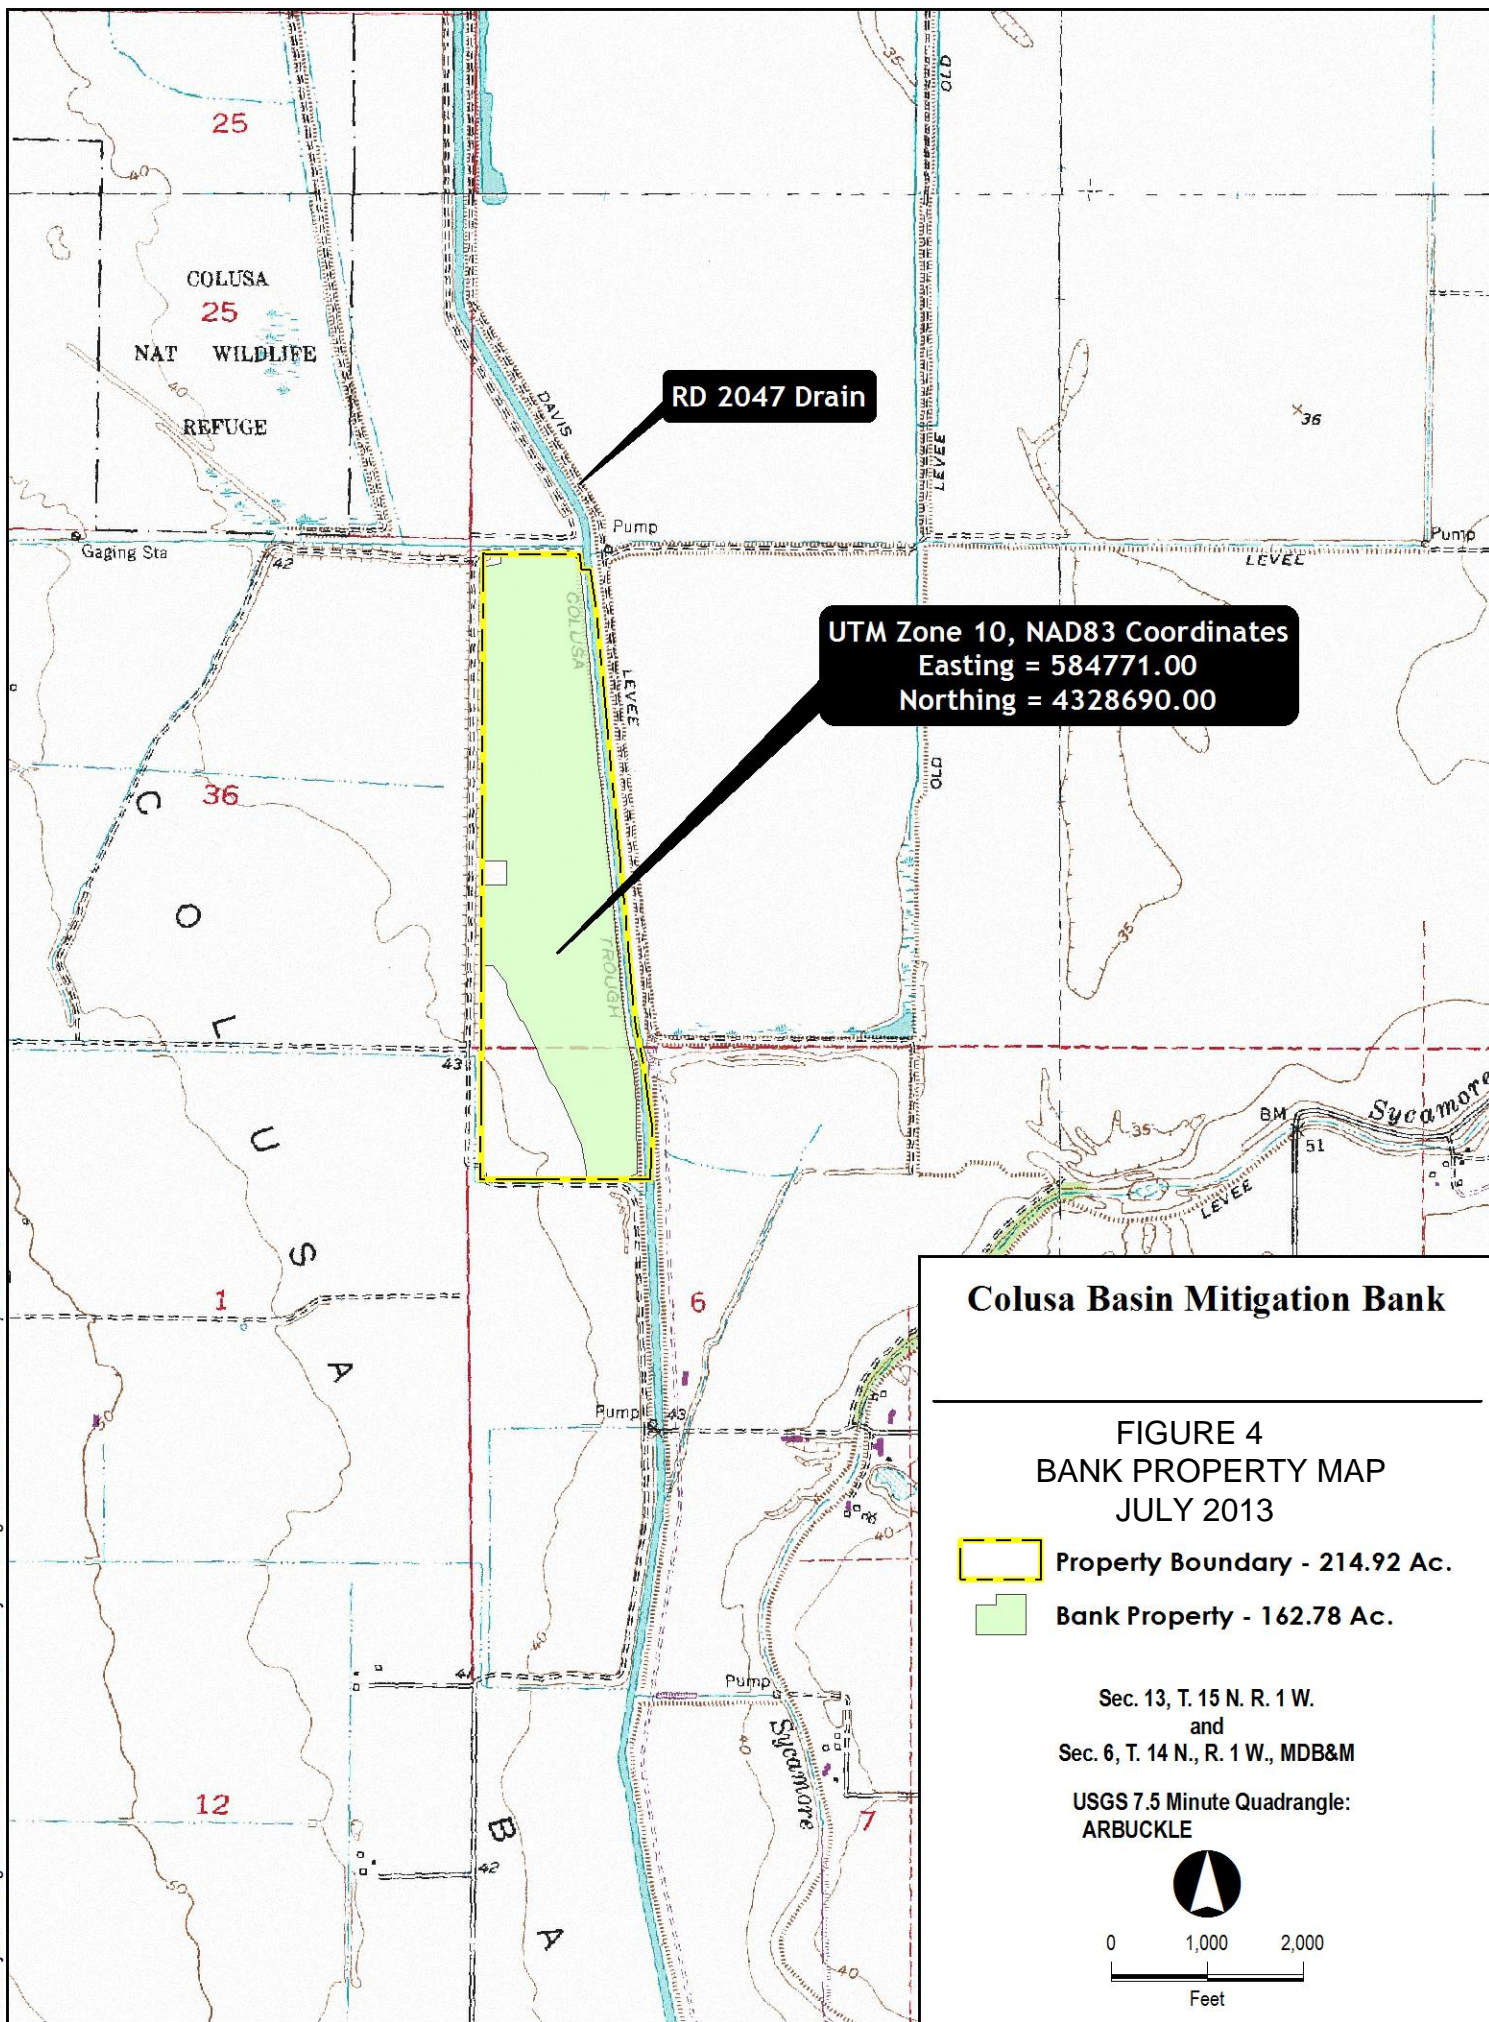 25
OLD
35
40
COLUSA
25
NAT WILDLIFE
40
REFUGE
DAVIS
RD 2047 Drain
36
LEVEE
Gaging Sta
42
Pump
LEVEE
Pump
COLUSA
UTM Zone 10, NAD83 Coordinates
Easting = 584771.00
Northing = 4328690.00
LEVEE
OLD
36
C
O
L
U
S
A
35
TROUGH
43
35
BM
51
Sycamore
LEVEE
1
6
50
Pump
43
40
40
41
Pump
Sycamore
40
12
7
B
A
42
50
40
Colusa Basin Mitigation Bank
FIGURE 4
BANK PROPERTY MAP
JULY 2013
Property Boundary - 214.92 Ac.
Bank Property - 162.78 Ac.
Sec. 13, T. 15 N. R. 1 W.
and
Sec. 6, T. 14 N., R. 1 W., MDB&M
USGS 7.5 Minute Quadrangle:
ARBUCKLE
0 1,000 2,000
Feet